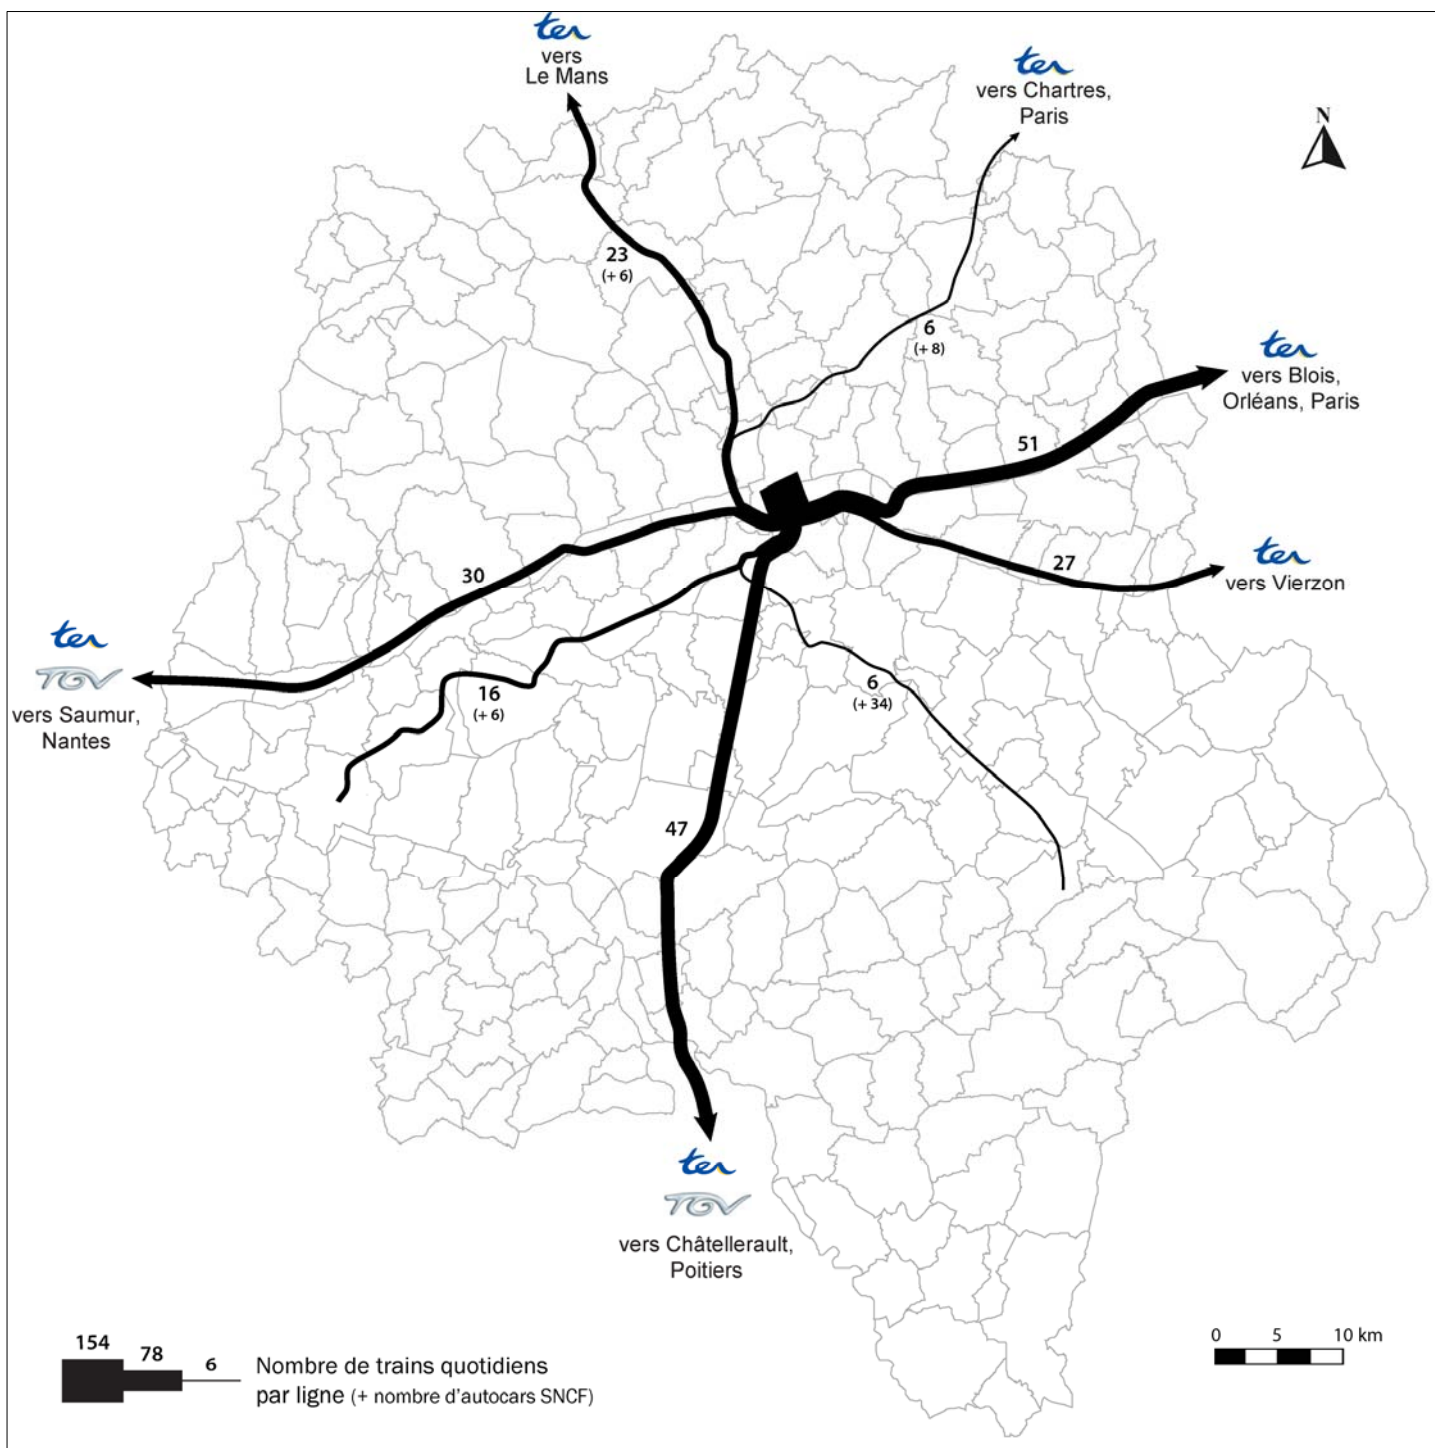 ter
vers
Le Mans
ter
vers Chartres,
Paris
N
23
(+ 6)
6
(+ 8)
ter
vers Blois,
Orléans, Paris
51
ter
vers Vierzon
27
30
ter
TGV
vers Saumur,
Nantes
16
(+ 6)
6
(+ 34)
47
ter
TGV
vers Châtellerault,
Poitiers
154
78
6
Nombre de trains quotidiens
par ligne (+ nombre d'autocars SNCF)
0 5 10 km